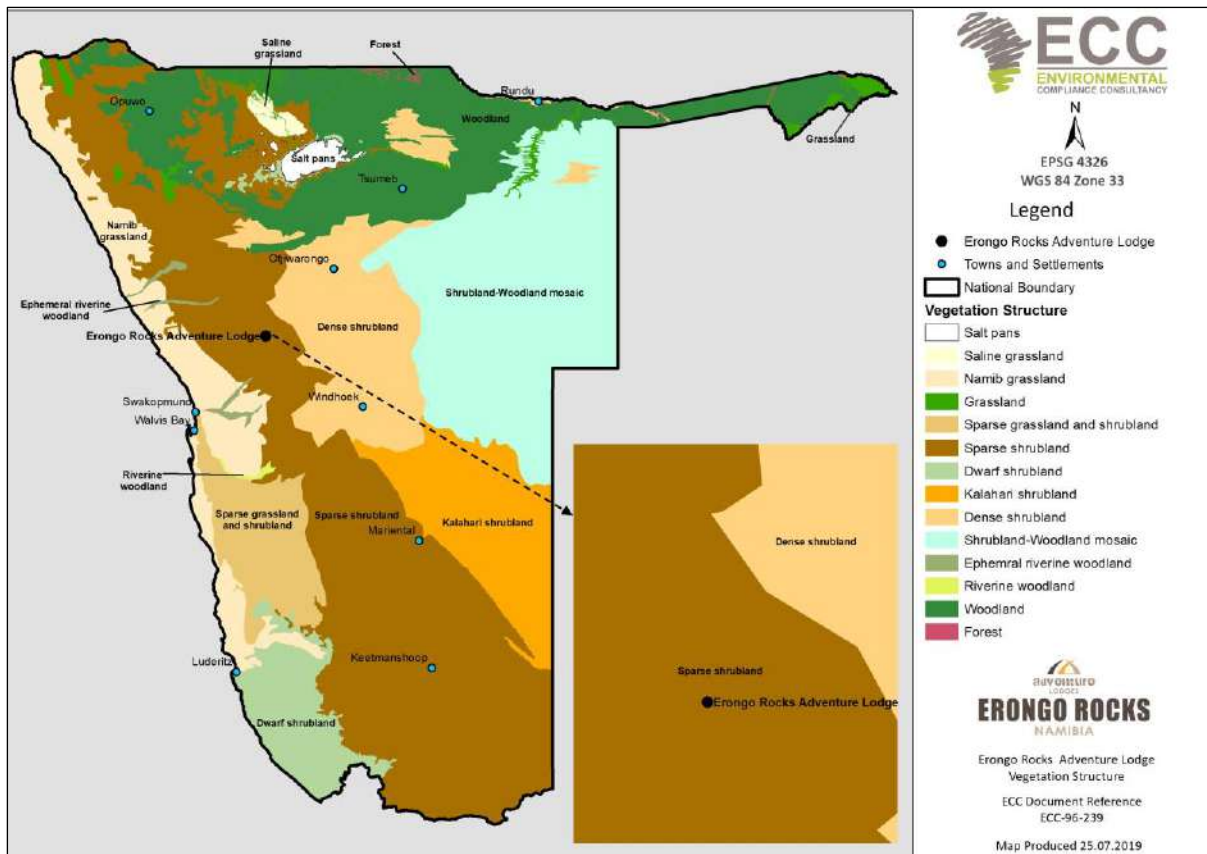 Saline
grassland
Forest
Opuwo
Rundu
Woodland
Salt pans
Grassland
Tsumeb
Namib
grassland
Otjiwarongo
Shrubland-Woodland mosaic
Ephemeral riverine
woodland
Dense shrubland
Erongo Rocks Adventure Lodge
Swakopmund
Windhoek
Walvis Bay
Riverine
woodland
Sparse grassland
and shrubland
Sparse shrubland
Kalahari shrubland
Mariental
Luderitz
Keetmanshoop
Dwarf shrubland
Dense shrubland
Sparse shrubland
Erongo Rocks Adventure Lodge
ECC
ENVIRONMENTAL
COMPLIANCE CONSULTANCY
N
EPSG 4326
WGS 84 Zone 33
Legend
Erongo Rocks Adventure Lodge
Towns and Settlements
National Boundary
Vegetation Structure
Salt pans
Saline grassland
Namib grassland
Grassland
Sparse grassland and shrubland
Sparse shrubland
Dwarf shrubland
Kalahari shrubland
Dense shrubland
Shrubland-Woodland mosaic
Ephemral riverine woodland
Riverine woodland
Woodland
Forest
LODGES
ERONGO ROCKS
NAMIBIA
Erongo Rocks Adventure Lodge
Vegetation Structure
ECC Document Reference
ECC-96-239
Map Produced 25.07.2019